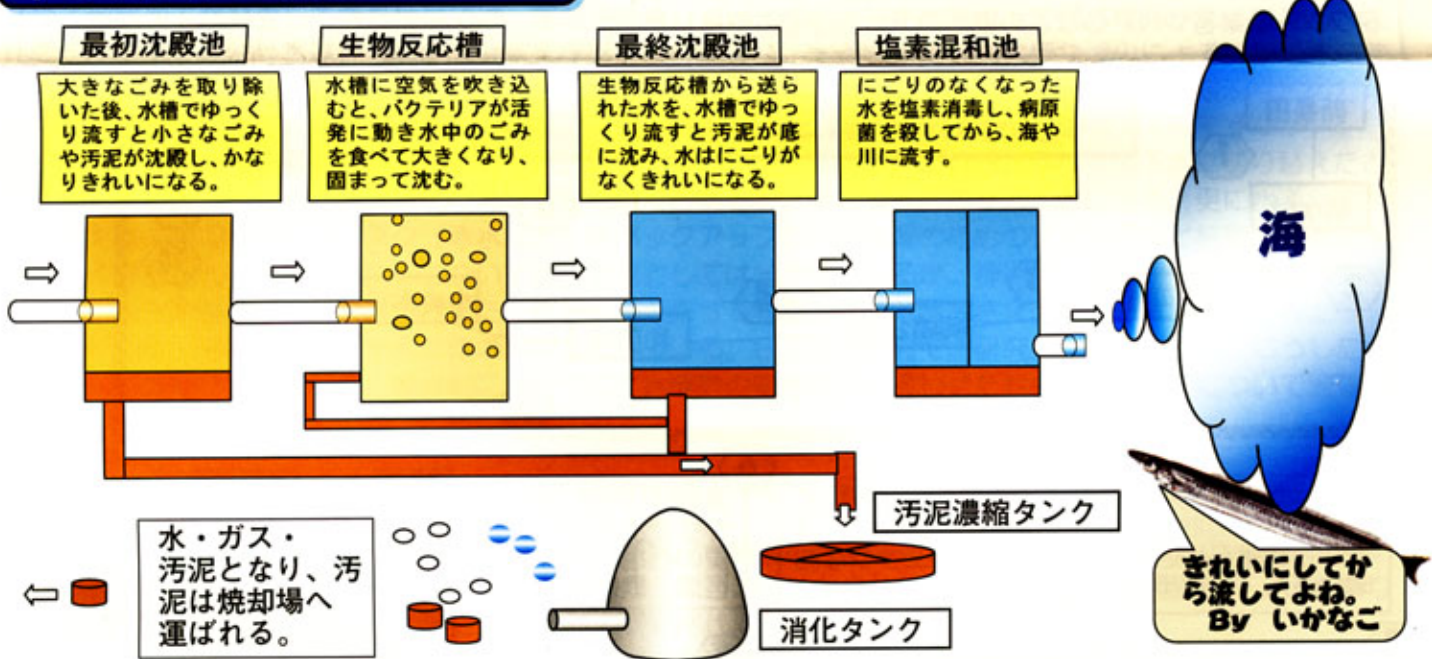 最初沈殿池
大きなごみを取り除
いた後、水槽でゆっく
り流すと小さなごみ
や汚泥が沈殿し、かな
りきれいになる。
生物反応槽
水槽に空気を吹き込
むと、バクテリアが活
発に動き水中のごみ
を食べて大きくなり、
固まって沈む。
最終沈殿池
生物反応槽から送ら
れた水を、水槽でゆっ
くり流すと汚泥が底
に沈み、水はにごりが
なくきれいになる。
塩素混和池
にごりのなくなった
水を塩素消毒し、病原
菌を殺してから、海や
川に流す。
海
汚泥濃縮タンク
消化タンク
水・ガス・
汚泥となり、汚
泥は焼却場へ
運ばれる。
きれいにしてか
ら流してよね。
By いかなご